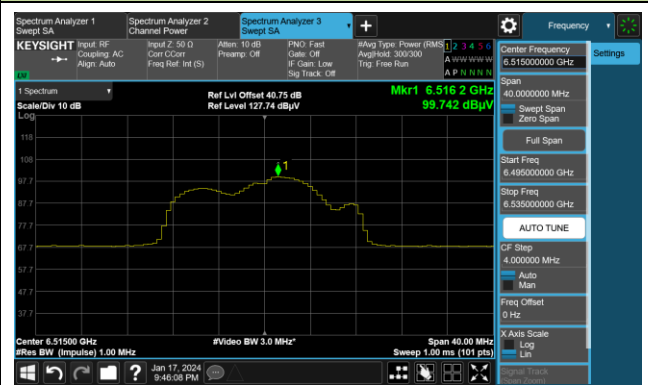 Spectrum Analyzer 1
Swept SA
Spectrum Analyzer 2
Channel Power
Spectrum Analyzer 3
Swept SA
Frequency
KEYSIGHT
Input: RF
Coupling: AC
Align: Auto
Input Z: 50 Ω
Corr CCorr
Freq Ref: Int (S)
Atten: 10 dB
Preamp: Off
PNO: Fast
Gate: Off
IF Gain: Low
Sig Track: Off
#Avg Type: Power (RMS
Avg|Hold: 300/300
Trig: Free Run
1 2 3 4 5 6
A W W W W W
A P N N N N
Center Frequency
6.515000000 GHz
Settings
1 Spectrum
Scale/Div 10 dB
Log
Ref Lvl Offset 40.75 dB
Ref Level 127.74 dBµV
Mkr1 6.516 2 GHz
99.742 dBµV
118
108
97.7
87.7
77.7
67.7
57.7
47.7
37.7
1
Span
40.0000000 MHz
Swept Span
Zero Span
Full Span
Start Freq
6.495000000 GHz
Stop Freq
6.535000000 GHz
AUTO TUNE
CF Step
4.000000 MHz
Auto
Man
Freq Offset
0 Hz
X Axis Scale
Log
Lin
Signal Track
(Span Zoom)
Center 6.51500 GHz
#Res BW (Impulse) 1.00 MHz
#Video BW 3.0 MHz*
Span 40.00 MHz
Sweep 1.00 ms (101 pts)
?
Jan 17, 2024
9:46:08 PM